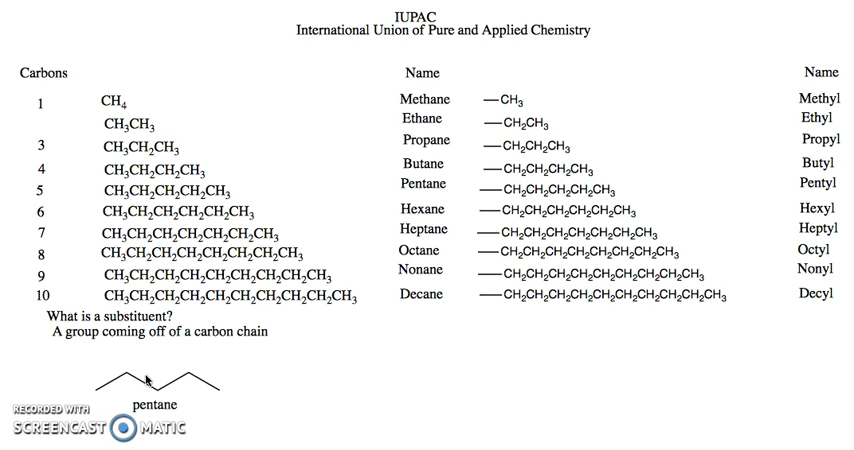 IUPAC
International Union of Pure and Applied Chemistry
Carbons Name Name
1 CH₄ Methane —CH₃ Methyl
CH₃CH₃ Ethane —CH₂CH₃ Ethyl
3 CH₃CH₂CH₃ Propane —CH₂CH₂CH₃ Propyl
4 CH₃CH₂CH₂CH₃ Butane —CH₂CH₂CH₂CH₃ Butyl
5 CH₃CH₂CH₂CH₂CH₃ Pentane —CH₂CH₂CH₂CH₂CH₃ Pentyl
6 CH₃CH₂CH₂CH₂CH₂CH₃ Hexane —CH₂CH₂CH₂CH₂CH₂CH₃ Hexyl
7 CH₃CH₂CH₂CH₂CH₂CH₂CH₃ Heptane —CH₂CH₂CH₂CH₂CH₂CH₂CH₃ Heptyl
8 CH₃CH₂CH₂CH₂CH₂CH₂CH₂CH₃ Octane —CH₂CH₂CH₂CH₂CH₂CH₂CH₂CH₃ Octyl
9 CH₃CH₂CH₂CH₂CH₂CH₂CH₂CH₂CH₃ Nonane —CH₂CH₂CH₂CH₂CH₂CH₂CH₂CH₂CH₃ Nonyl
10 CH₃CH₂CH₂CH₂CH₂CH₂CH₂CH₂CH₂CH₃ Decane —CH₂CH₂CH₂CH₂CH₂CH₂CH₂CH₂CH₂CH₃ Decyl
What is a substituent?
A group coming off of a carbon chain
pentane
RECORDED WITH
SCREENCAST MATIC